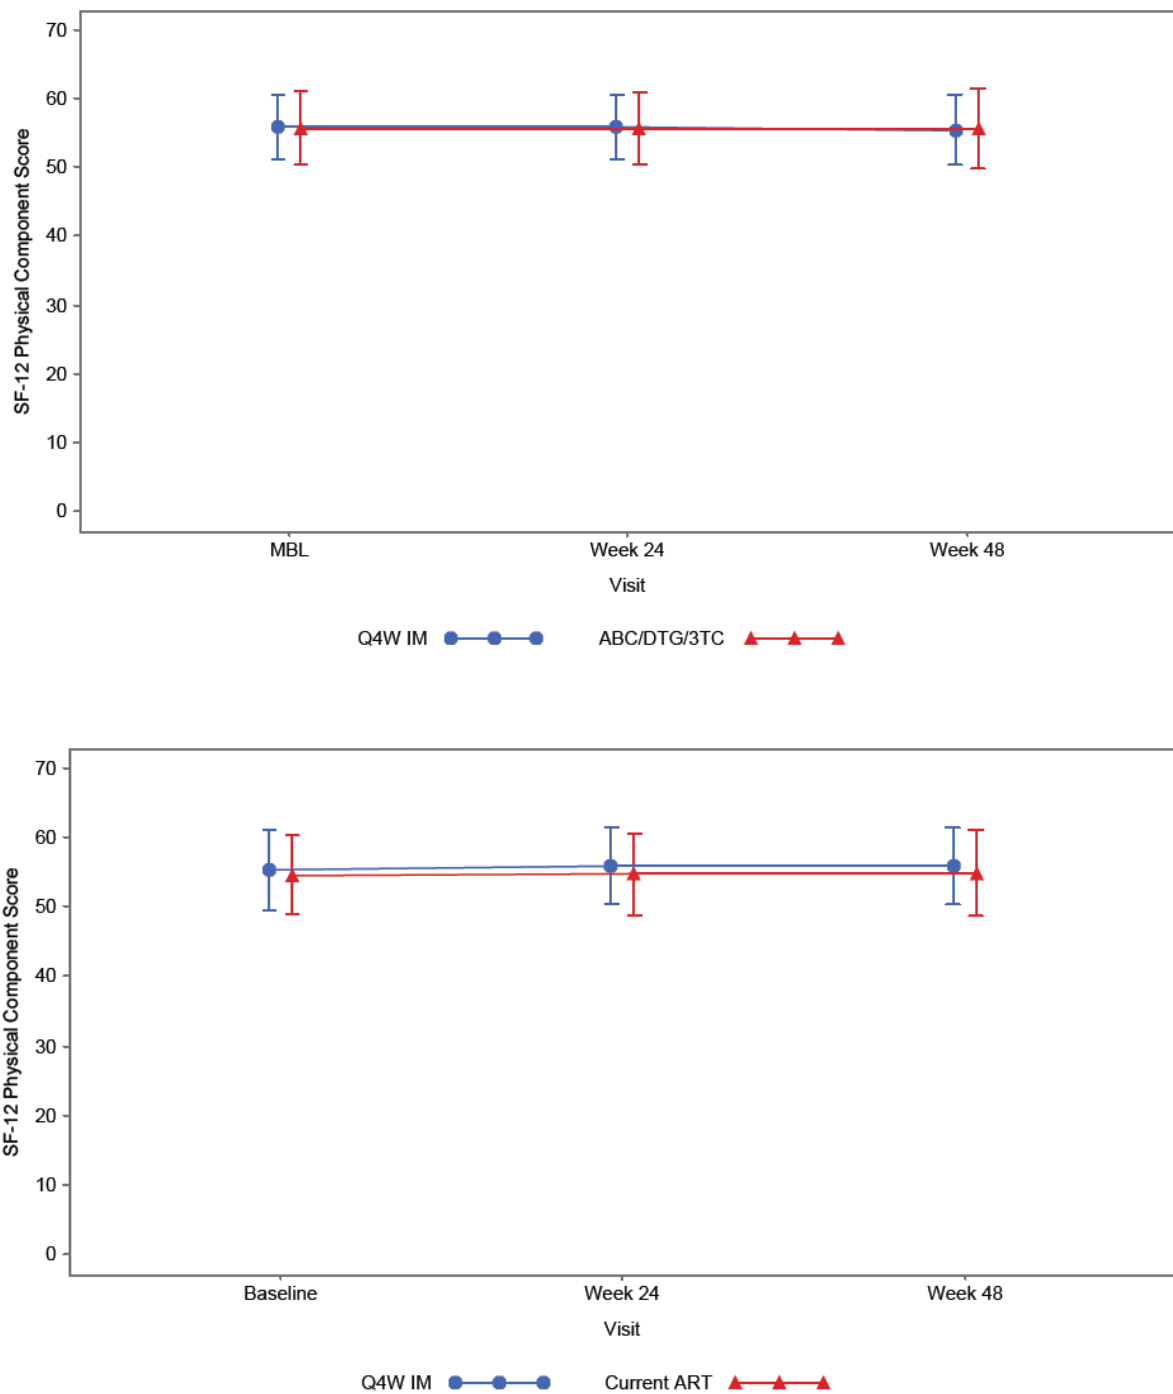 70
60
50
40
30
20
10
0
SF-12 Physical Component Score
MBL Week 24 Week 48
Visit
Q4W IM ABC/DTG/3TC
70
60
50
40
30
20
10
0
SF-12 Physical Component Score
Baseline Week 24 Week 48
Visit
Q4W IM Current ART